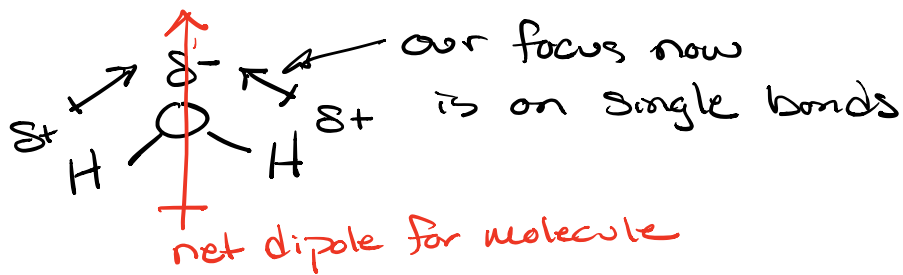 our focus now
δ-
is on single bonds
δ+ δ+
H O H
net dipole for molecule